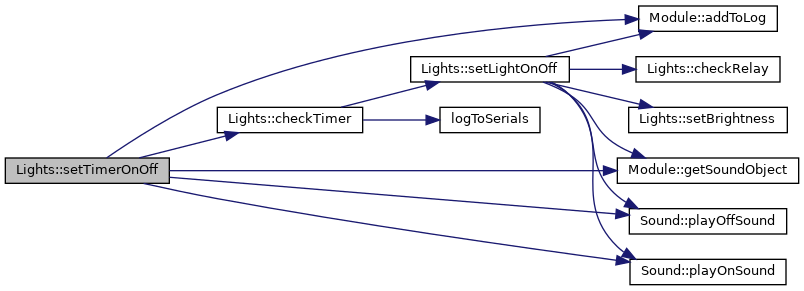 Module::addToLog
Lights::setLightOnOff
Lights::checkRelay
Lights::checkTimer
logToSerials
Lights::setBrightness
Lights::setTimerOnOff
Module::getSoundObject
Sound::playOffSound
Sound::playOnSound